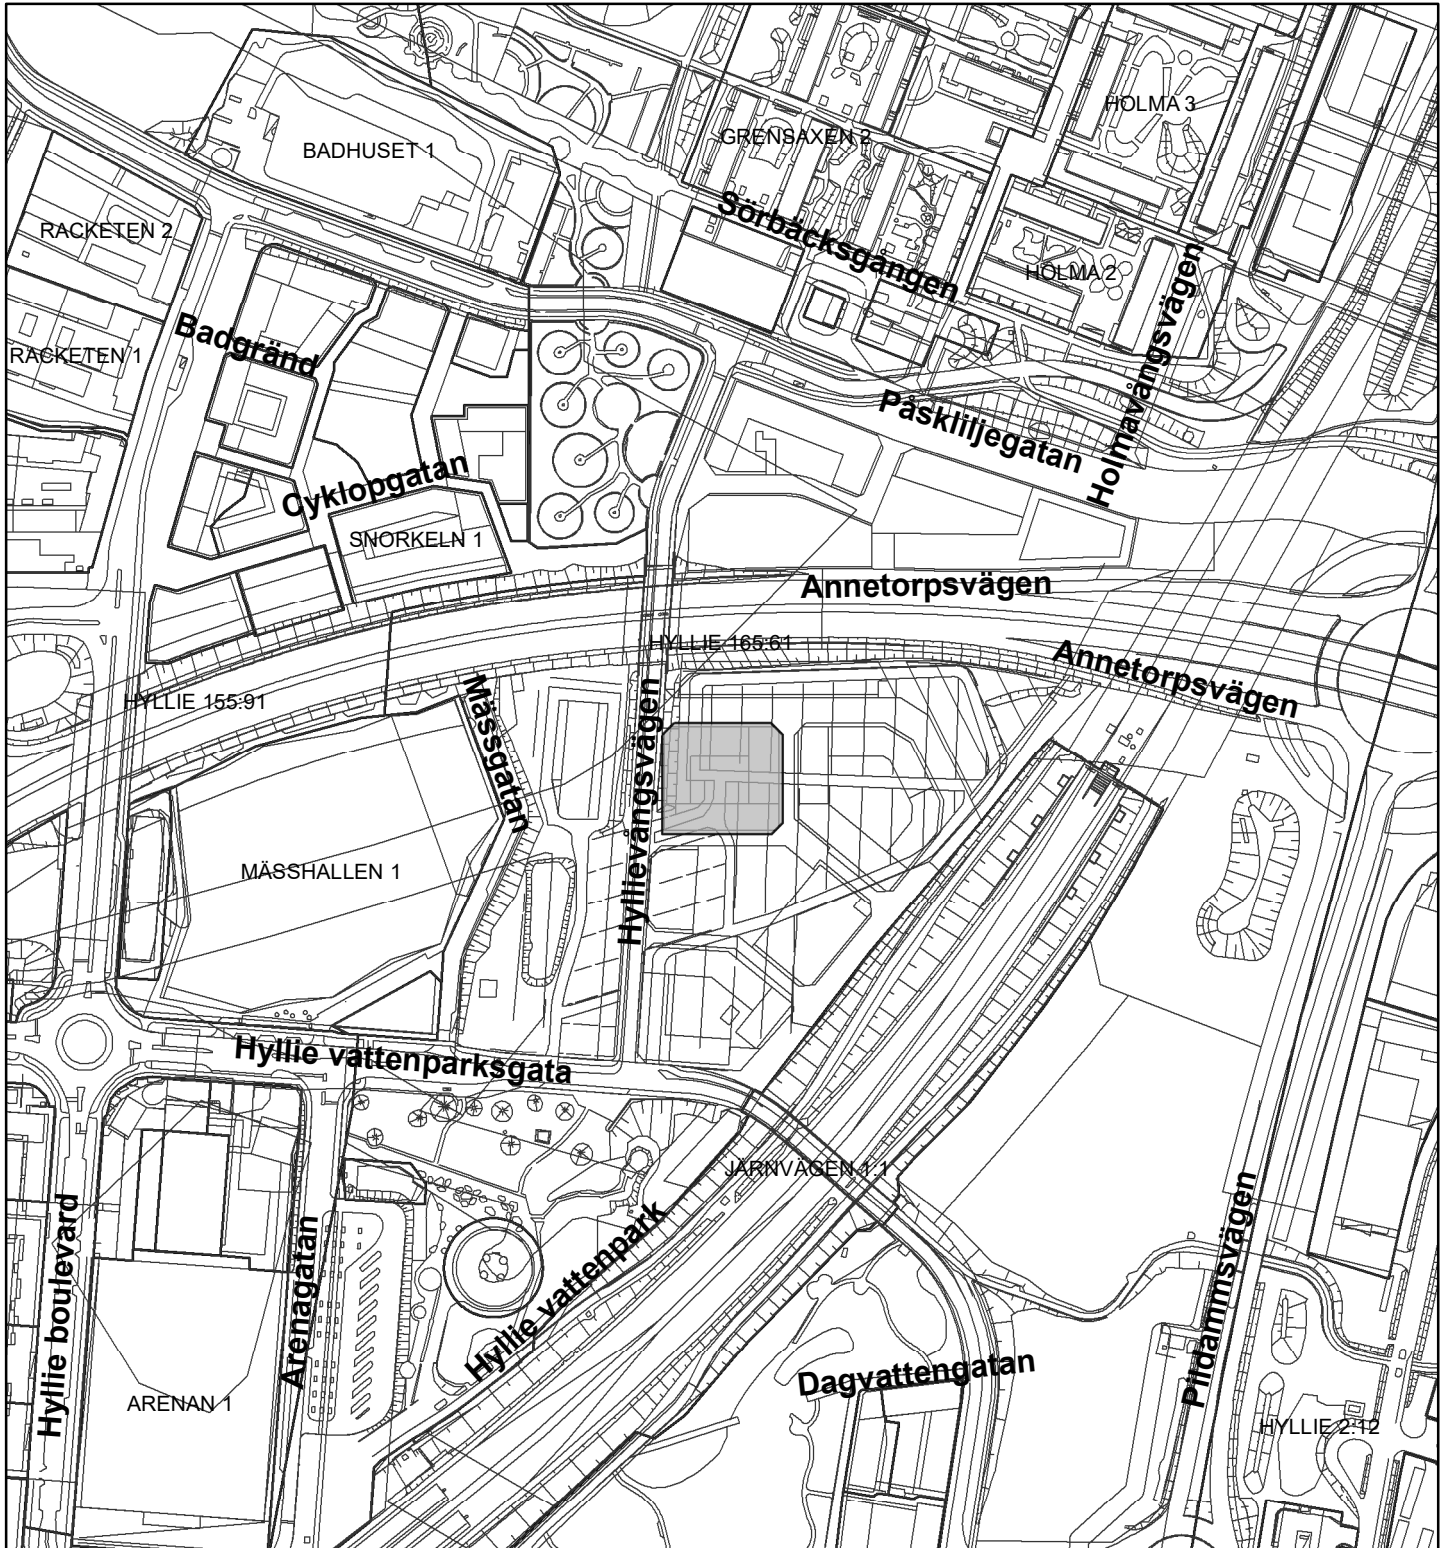 HOLMA 3
GRENSAXEN 2
BADHUSET 1
Sörbäcksgången
RACKETEN 2
HOLMA 2
Holmavångsvägen
Badgränd
RACKETEN 1
Påskliljegatan
Cyklopgatan
SNORKELN 1
Annetorpsvägen
HYLLIE 165:61
Annetorpsvägen
HYLLIE 155:91
Mässgatan
Hyllievångsvägen
MÄSSHALLEN 1
Hyllie vattenparksgata
JÄRNVÄGEN 1:1
Hyllie boulevard
Arenagatan
Hyllie vattenpark
Pildammsvägen
Dagvattengatan
ARENAN 1
HYLLIE 2:12